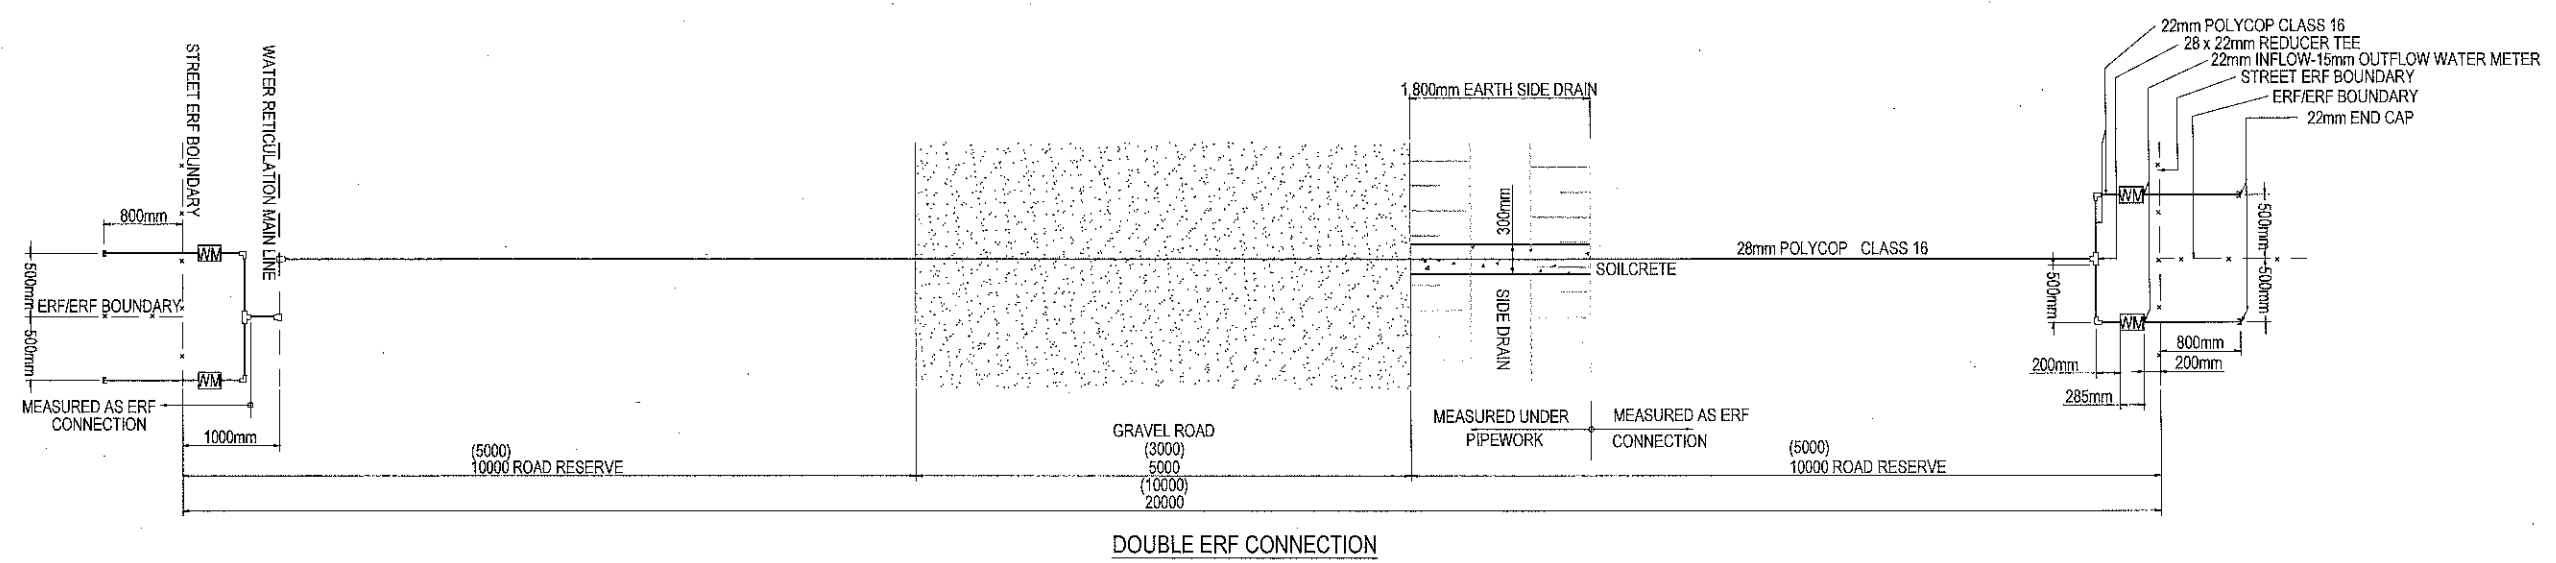 22mm POLYCOP CLASS 16
28 x 22mm REDUCER TEE
22mm INFLOW-15mm OUTFLOW WATER METER
STREET ERF BOUNDARY
ERF/ERF BOUNDARY
22mm END CAP
STREET ERF BOUNDARY
WATER RETICULATION MAIN LINE
1,800mm EARTH SIDE DRAIN
800mm
WM
500mm
ERF/ERF BOUNDARY
500mm
WM
MEASURED AS ERF
CONNECTION
1000mm
300mm
SOILCRETE
SIDE DRAIN
28mm POLYCOP CLASS 16
WM
500mm
500mm
500mm
WM
800mm
200mm
200mm
285mm
MEASURED UNDER
PIPEWORK
MEASURED AS ERF
CONNECTION
(5000)
10000 ROAD RESERVE
GRAVEL ROAD
(3000)
5000
(10000)
20000
(5000)
10000 ROAD RESERVE
DOUBLE ERF CONNECTION